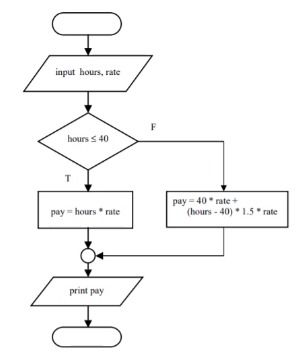 input hours, rate
F
hours ≤ 40
T
pay = hours * rate
pay = 40 * rate +
(hours - 40) * 1.5 * rate
print pay